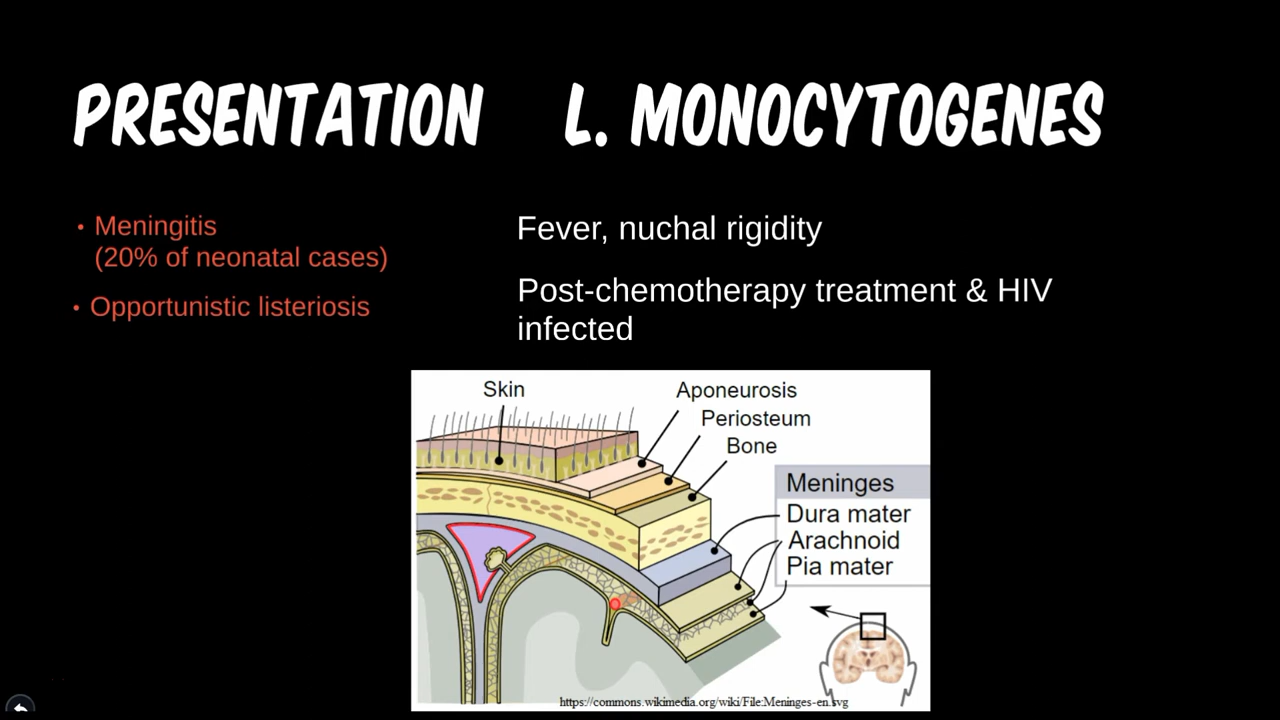 PRESENTATION L. MONOCYTOGENES
• Meningitis
(20% of neonatal cases)
• Opportunistic listeriosis
Fever, nuchal rigidity
Post-chemotherapy treatment & HIV
infected
Skin
Aponeurosis
Periosteum
Bone
Meninges
Dura mater
Arachnoid
Pia mater
https://commons.wikimedia.org/wiki/File:Meninges-en.svg